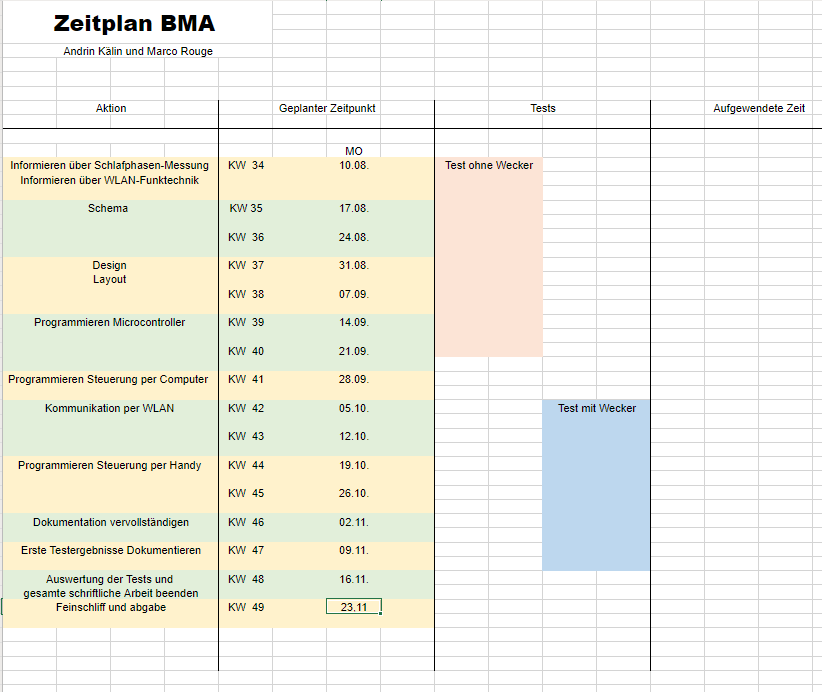 Zeitplan BMA
Andrin Kälin und Marco Rouge
Aktion Geplanter Zeitpunkt Tests Aufgewendete Zeit
MO
Informieren über Schlafphasen-Messung KW 34 10.08. Test ohne Wecker
Informieren über WLAN-Funktechnik
Schema KW 35 17.08.
KW 36 24.08.
Design KW 37 31.08.
Layout
KW 38 07.09.
Programmieren Microcontroller KW 39 14.09.
KW 40 21.09.
Programmieren Steuerung per Computer KW 41 28.09.
Kommunikation per WLAN KW 42 05.10. Test mit Wecker
KW 43 12.10.
Programmieren Steuerung per Handy KW 44 19.10.
KW 45 26.10.
Dokumentation vervollständigen KW 46 02.11.
Erste Testergebnisse Dokumentieren KW 47 09.11.
Auswertung der Tests und KW 48 16.11.
gesamte schriftliche Arbeit beenden
Feinschliff und abgabe KW 49 23.11